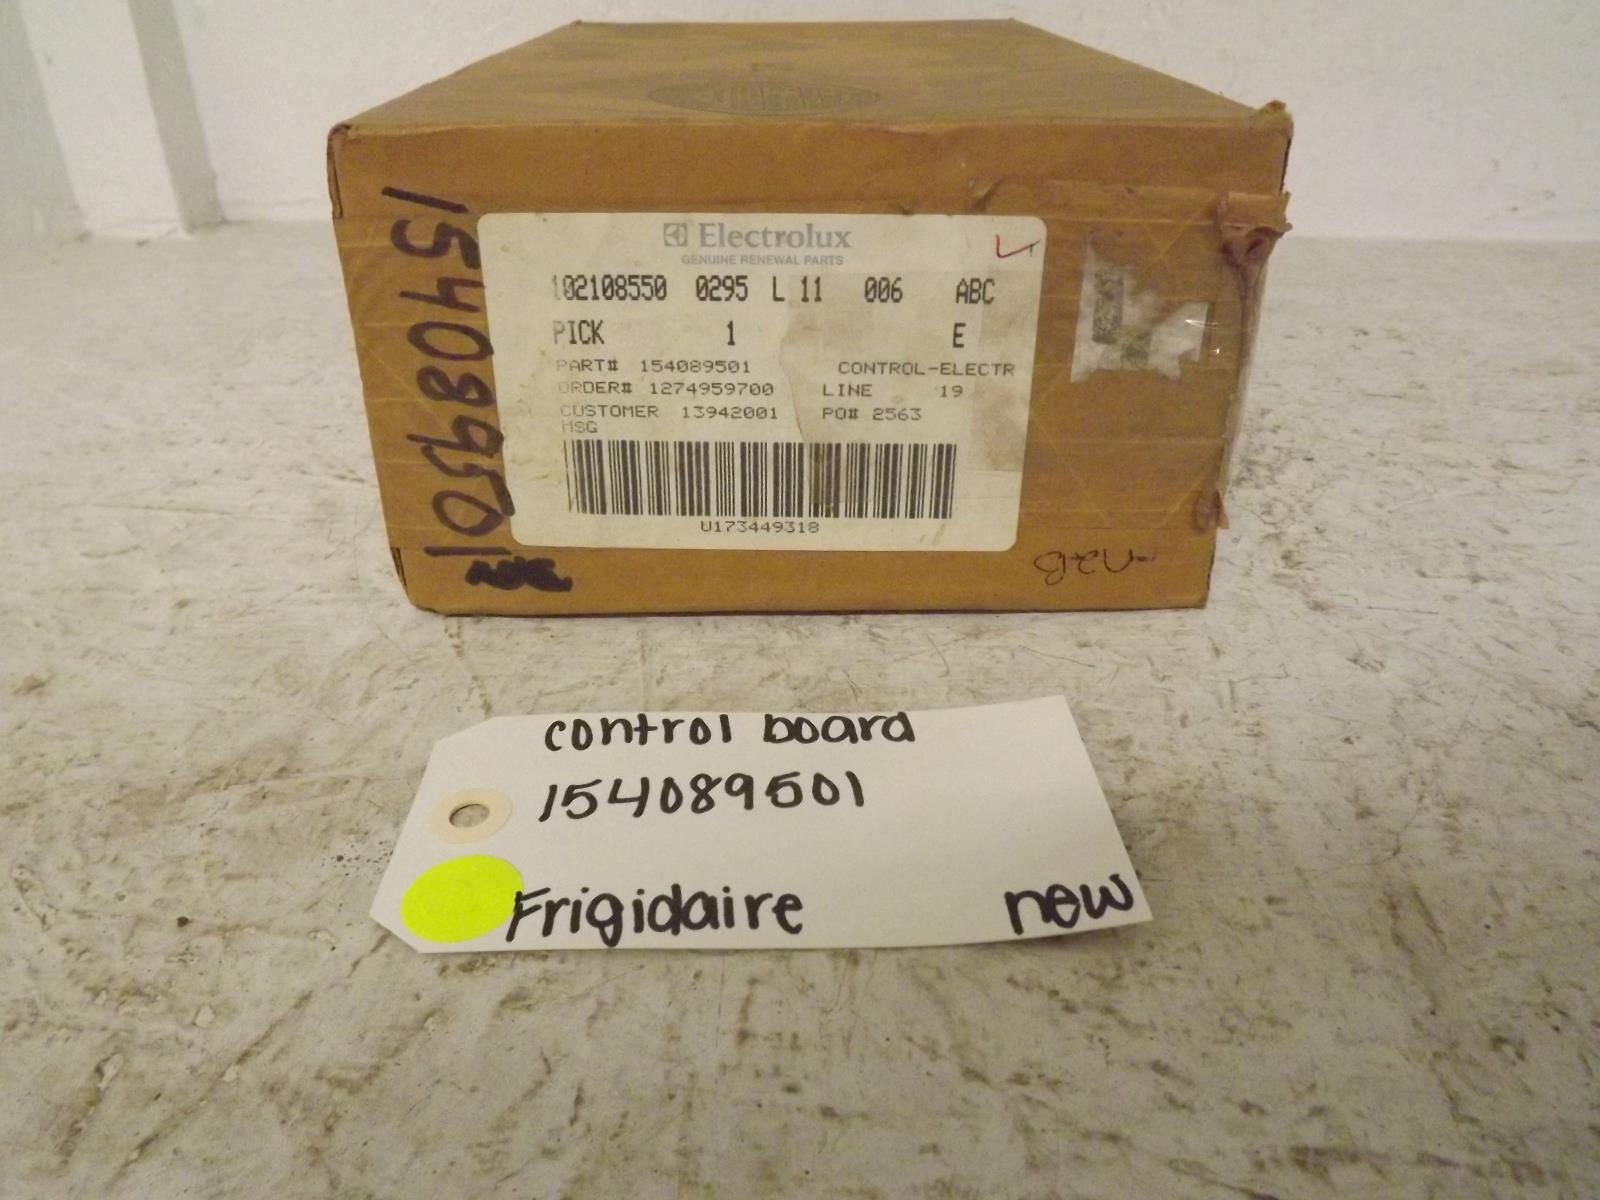 154089501
Electrolux
GENUINE RENEWAL PARTS
102108550 0295 L 11 006 ABC
PICK 1 E
PART# 154089501 CONTROL-ELECTR
ORDER# 1274959700 LINE 19
CUSTOMER 13942001 PO# 2563
MSG
U173449318
control board
154089501
Frigidaire new